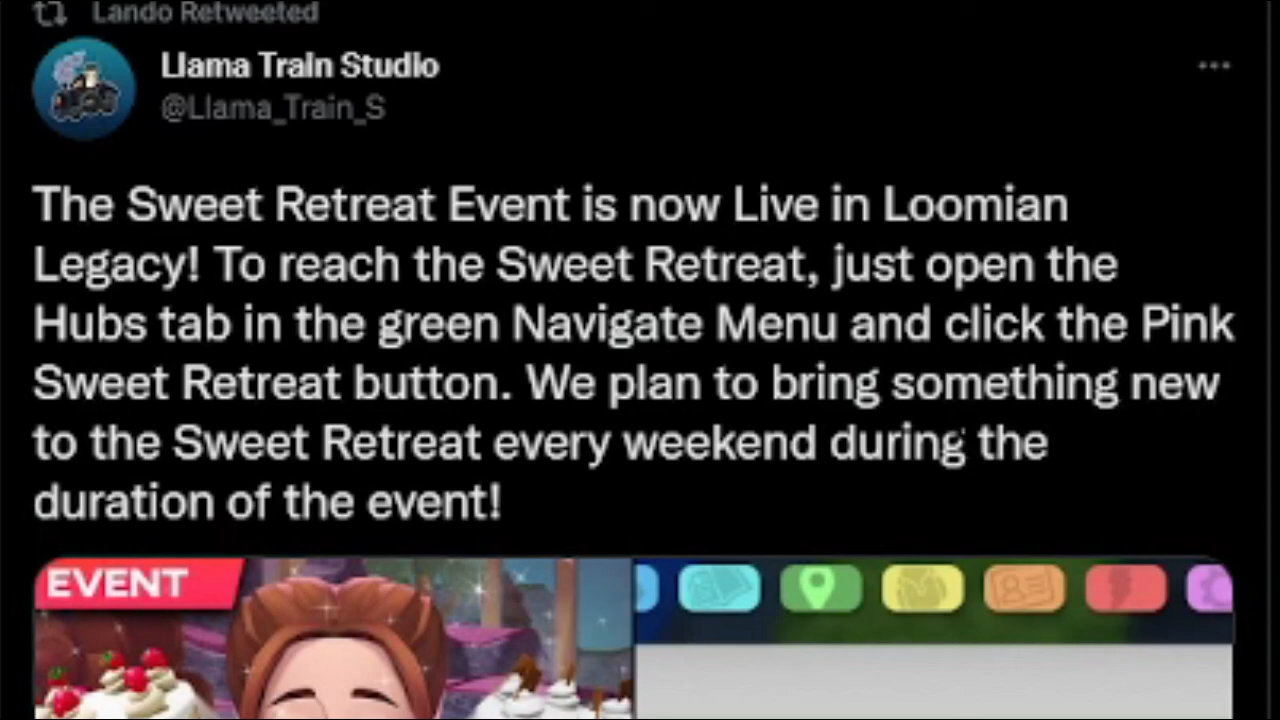 Lando Retweeted
Llama Train Studio
@Llama_Train_S
The Sweet Retreat Event is now Live in Loomian
Legacy! To reach the Sweet Retreat, just open the
Hubs tab in the green Navigate Menu and click the Pink
Sweet Retreat button. We plan to bring something new
to the Sweet Retreat every weekend during the
duration of the event!
EVENT